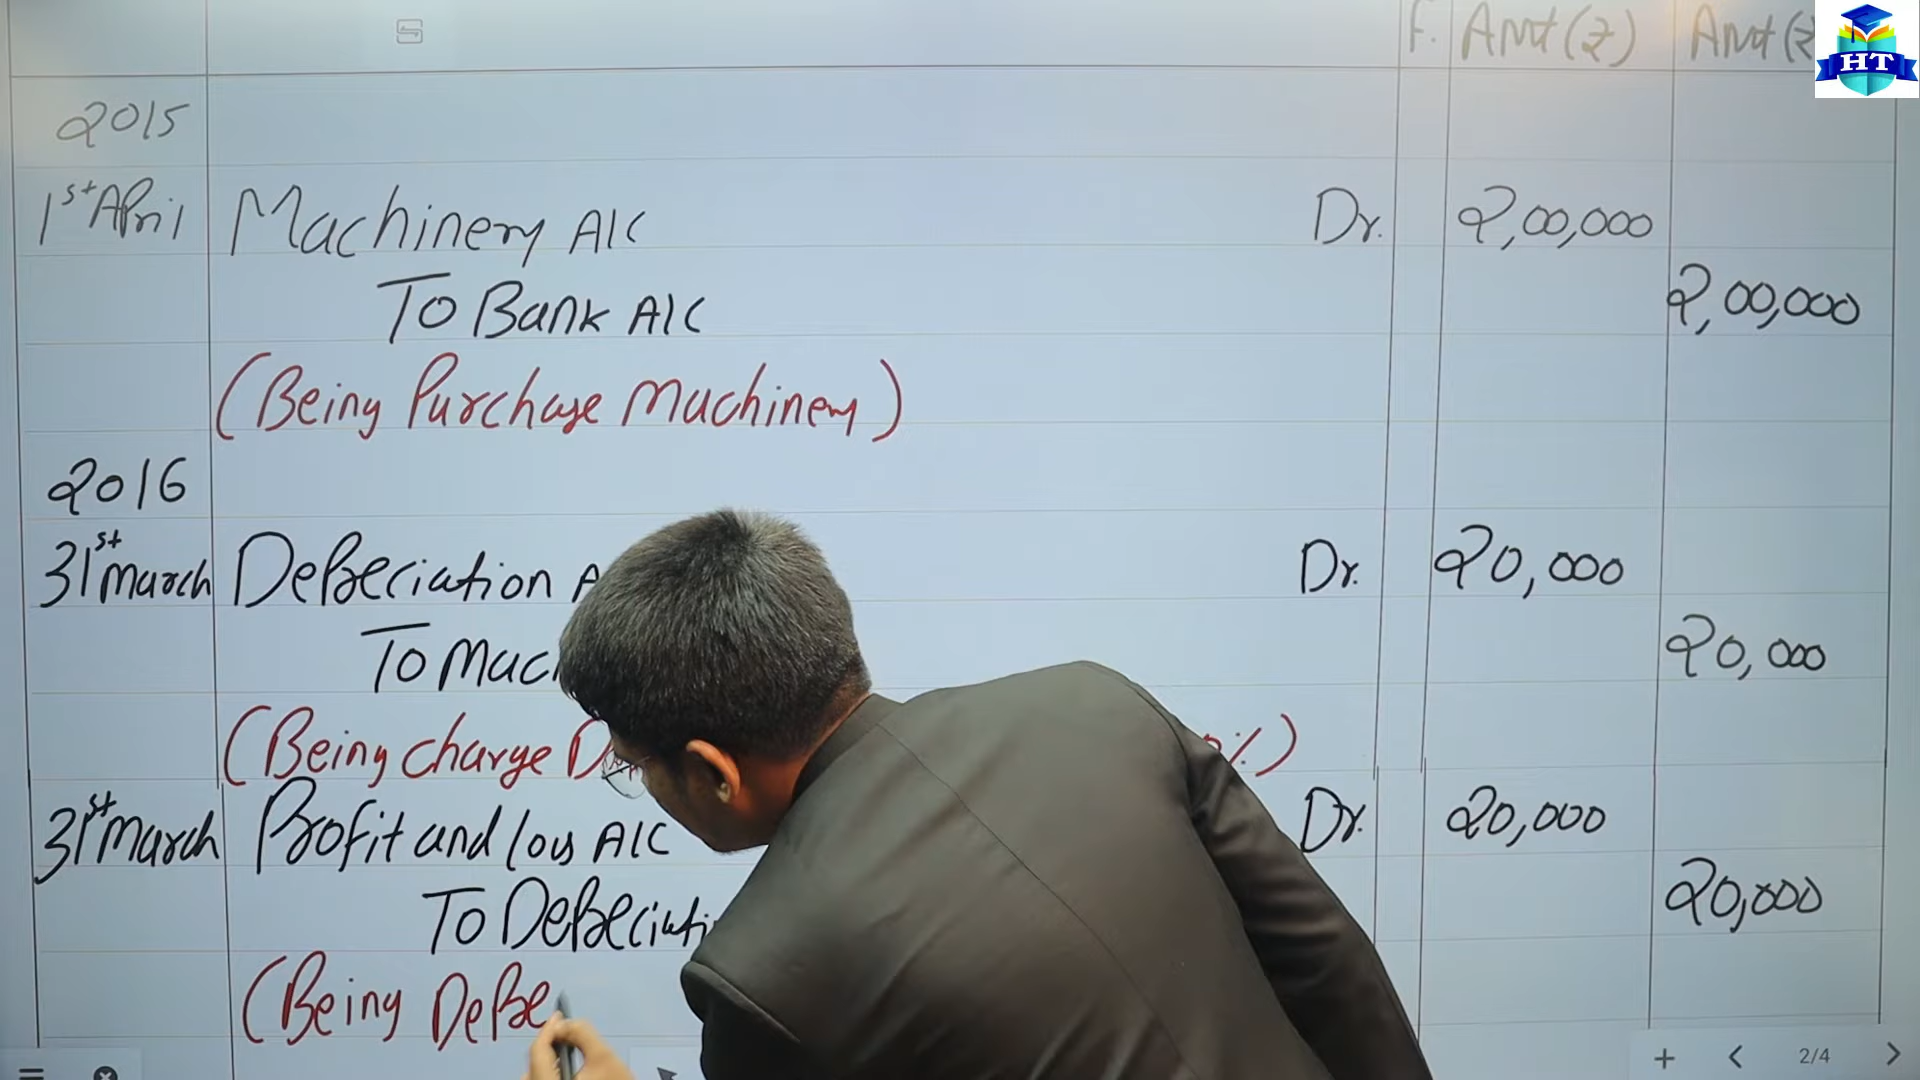 F. Amt (₹) Amt (₹
HT
2015
1st April Machinery A/C Dr. 2,00,000
To Bank A/C 2,00,000
(Being Purchase Machinery)
2016
31st march Depreciation A Dr. 20,000
To Mac 20,000
(Being charge D %)
31st march Profit and loss A/C Dr. 20,000
To Depreciati 20,000
(Being Depre
2/4